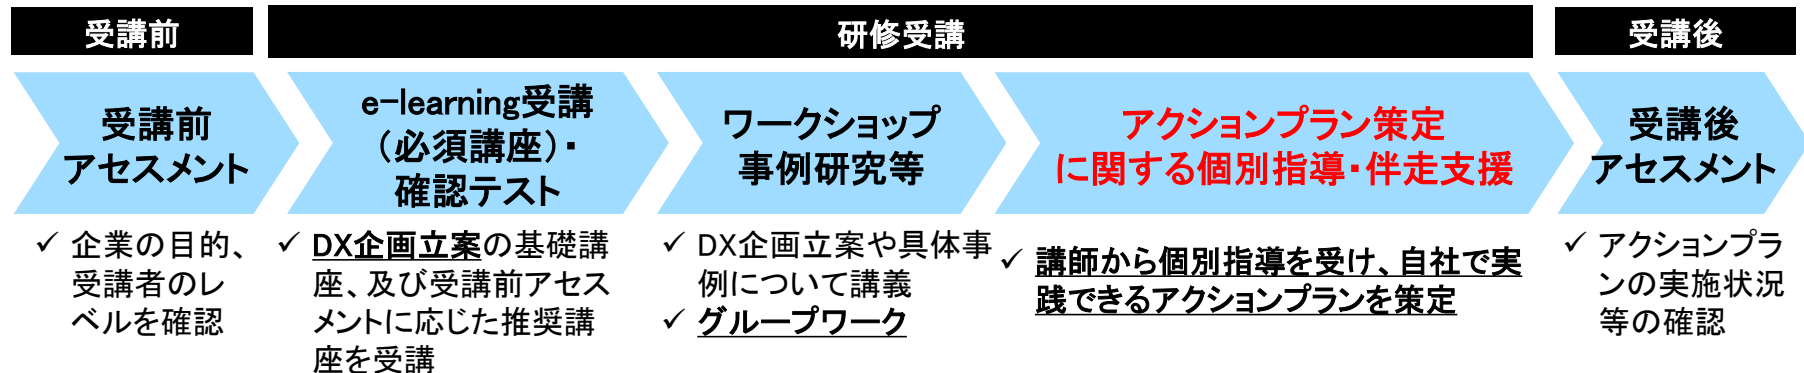 受講前
研修受講
受講後
受講前
アセスメント
e-learning受講
（必須講座）・
確認テスト
ワークショップ
事例研究等
アクションプラン策定
に関する個別指導・伴走支援
受講後
アセスメント
✓ 企業の目的、
受講者のレ
ベルを確認
✓ DX企画立案の基礎講
座、及び受講前アセス
メントに応じた推奨講
座を受講
✓ DX企画立案や具体事
例について講義
✓ グループワーク
✓ 講師から個別指導を受け、自社で実
践できるアクションプランを策定
✓ アクションプラ
ンの実施状況
等の確認